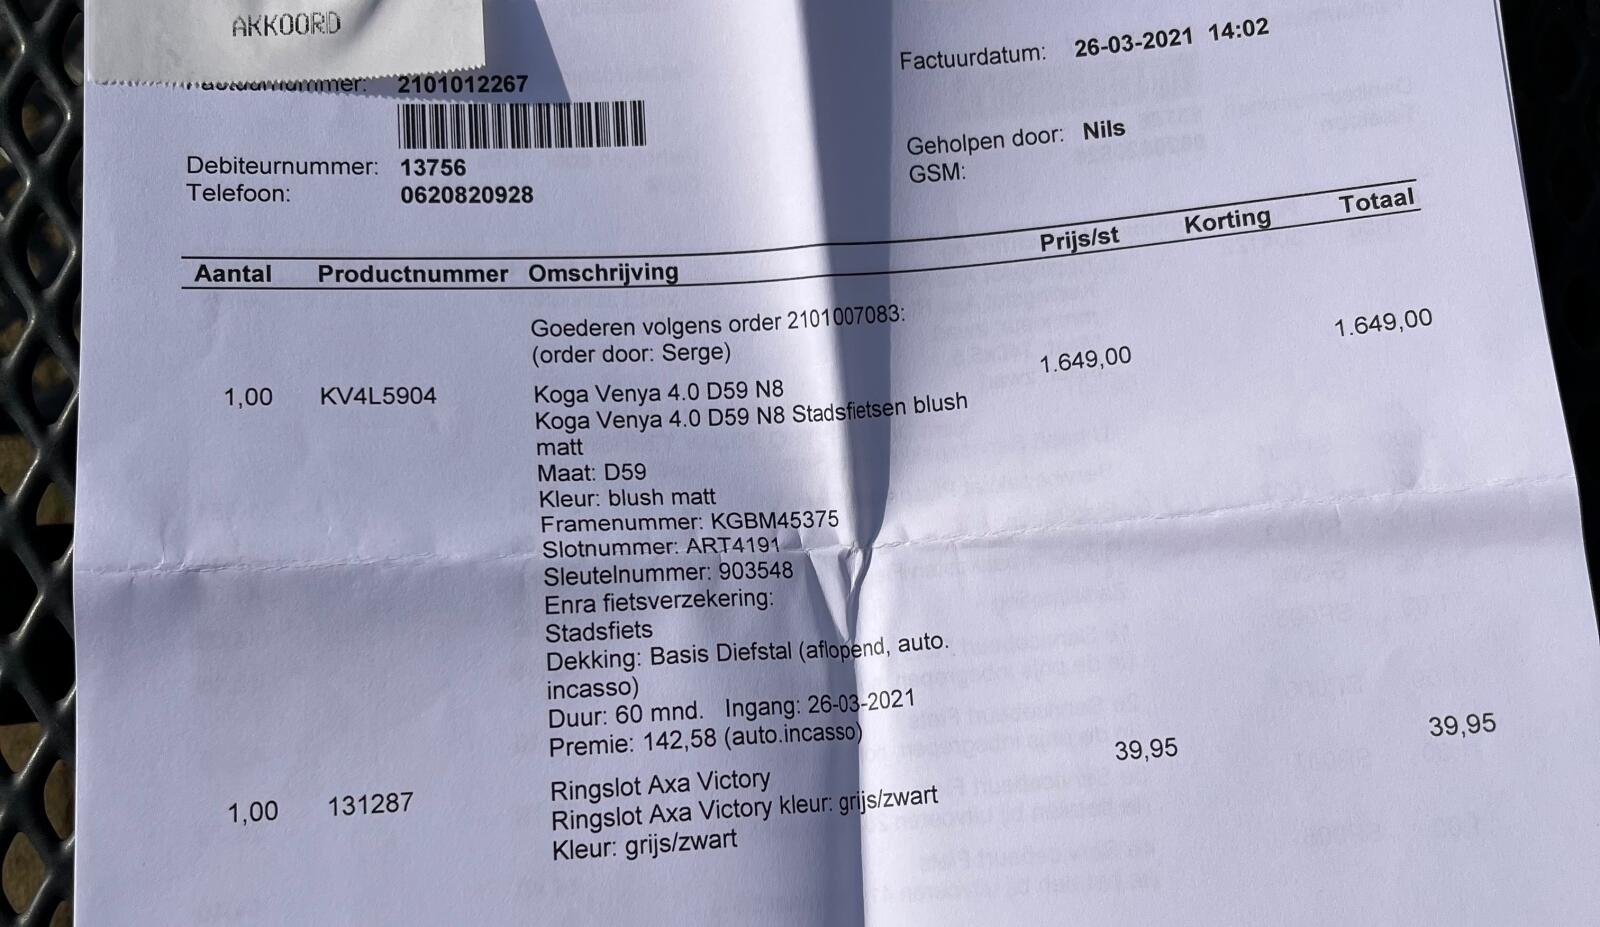 AKKOORD
Factuurdatum: 26-03-2021 14:02
2101012267
Geholpen door: Nils
GSM:
Debiteurnummer: 13756
Telefoon: 0620820928
Aantal Productnummer Omschrijving Prijs/st Korting Totaal
Goederen volgens order 2101007083:
(order door: Serge)
1,00 KV4L5904 Koga Venya 4.0 D59 N8 1.649,00 1.649,00
Koga Venya 4.0 D59 N8 Stadsfietsen blush
matt
Maat: D59
Kleur: blush matt
Framenummer: KGBM45375
Slotnummer: ART4191
Sleutelnummer: 903548
Enra fietsverzekering:
Stadsfiets
Dekking: Basis Diefstal (aflopend, auto.
incasso)
Duur: 60 mnd. Ingang: 26-03-2021
Premie: 142,58 (auto.incasso)
1,00 131287 Ringslot Axa Victory 39,95 39,95
Ringslot Axa Victory kleur: grijs/zwart
Kleur: grijs/zwart